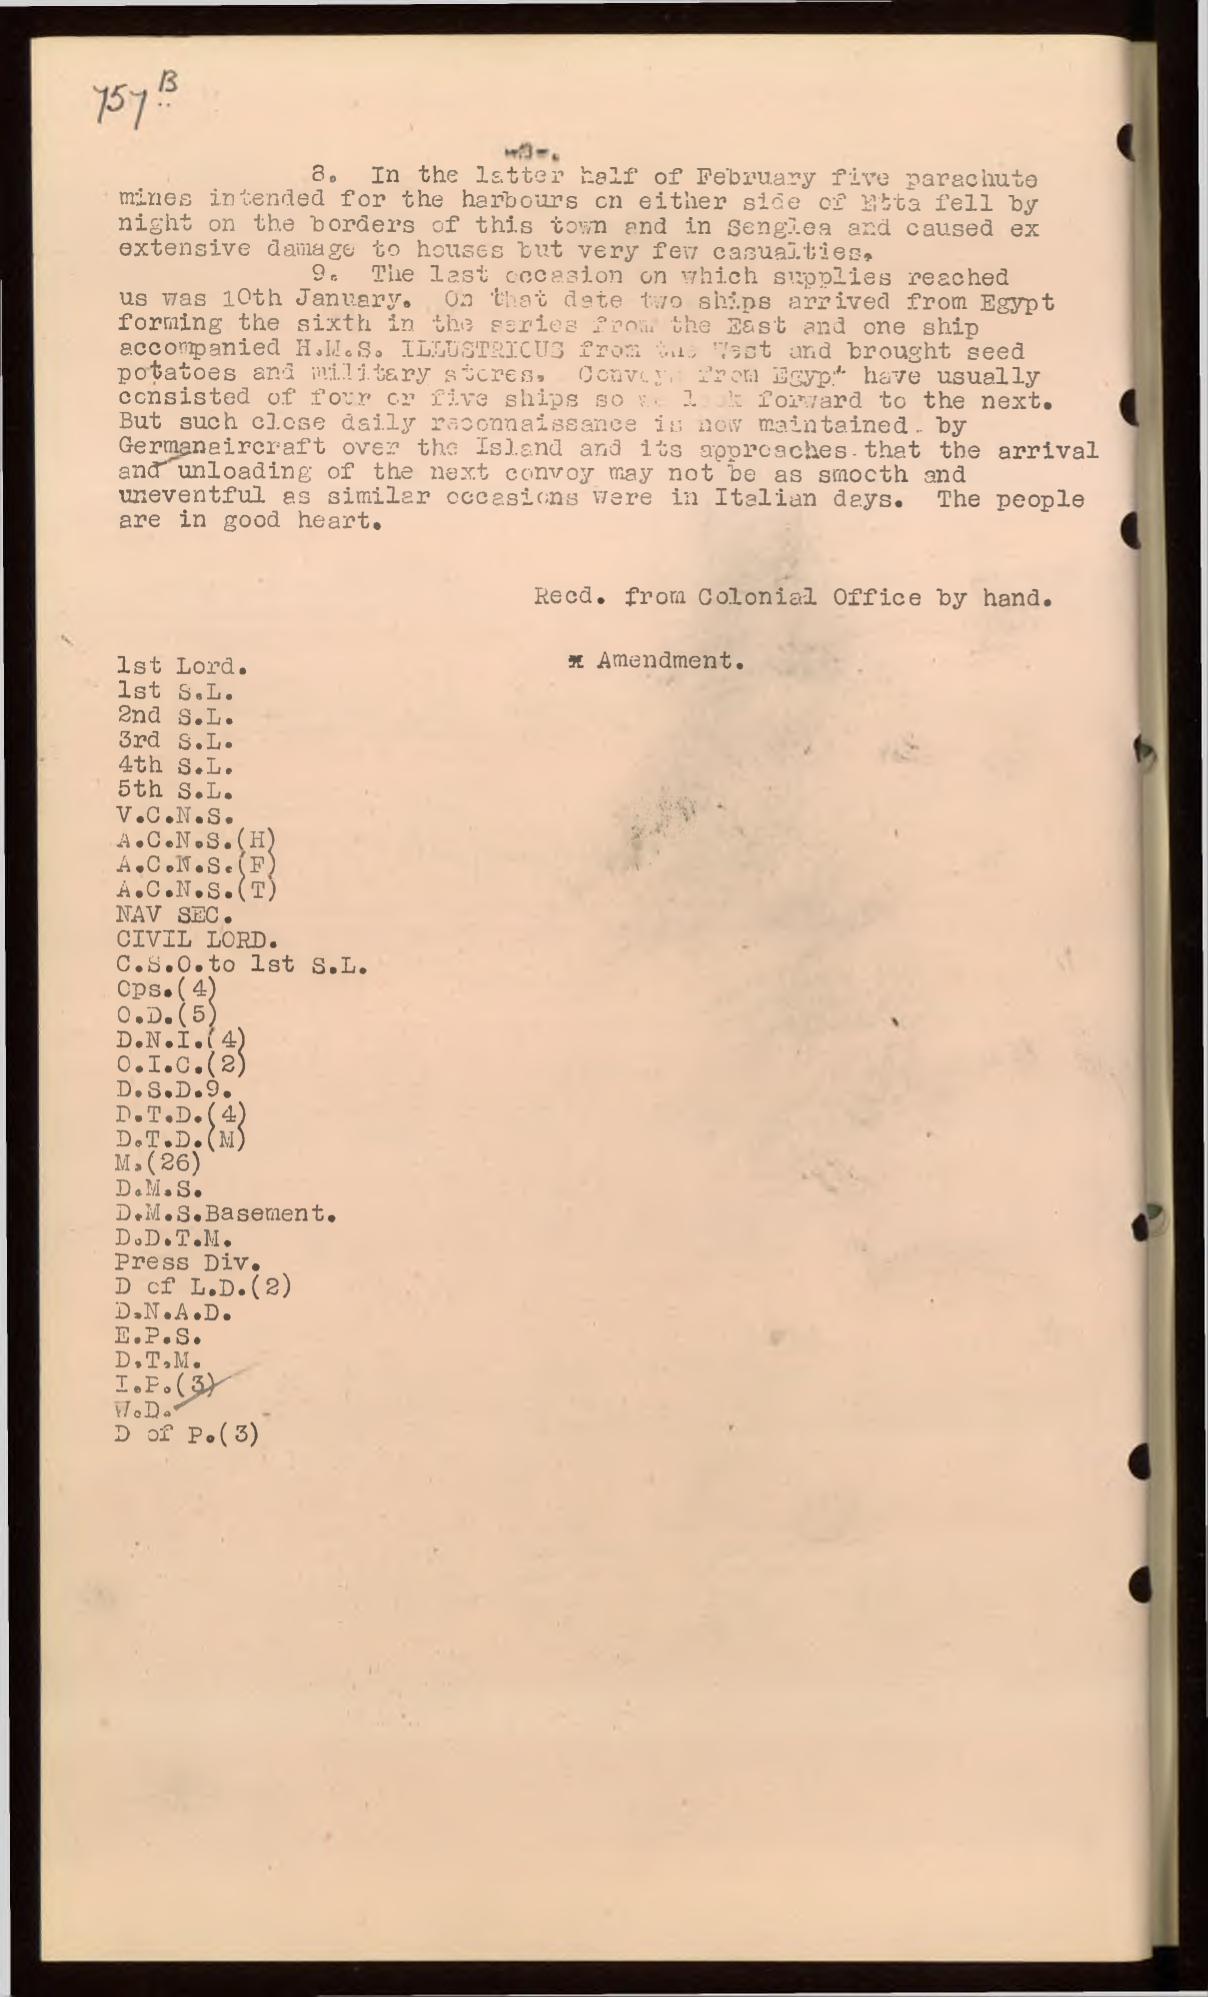 757 B
-3-.
8. In the latter half of February five parachute
mines intended for the harbours on either side of Etta fell by
night on the borders of this town and in Senglea and caused ex
extensive damage to houses but very few casualties.
9. The last occasion on which supplies reached
us was 10th January. On that date two ships arrived from Egypt
forming the sixth in the series from the East and one ship
accompanied H.M.S. ILLUSTRIOUS from the West and brought seed
potatoes and military stores. Convoys from Egypt have usually
consisted of four or five ships so we look forward to the next.
But such close daily reconnaissance is now maintained. by
Germanaircraft over the Island and its approaches.that the arrival
and unloading of the next convoy may not be as smooth and
uneventful as similar occasions were in Italian days. The people
are in good heart.
Recd. from Colonial Office by hand.
* Amendment.
1st Lord.
1st S.L.
2nd S.L.
3rd S.L.
4th S.L.
5th S.L.
V.C.N.S.
A.C.N.S.(H)
A.C.N.S.(F)
A.C.N.S.(T)
NAV SEC.
CIVIL LORD.
C.S.O.to 1st S.L.
Ops.(4)
O.D.(5)
D.N.I.(4)
O.I.C.(2)
D.S.D.9.
D.T.D.(4)
D.T.D.(M)
M.(26)
D.M.S.
D.M.S.Basement.
D.D.T.M.
Press Div.
D of L.D.(2)
D.N.A.D.
E.P.S.
D.T.M.
I.P.(3)
W.D.
D of P.(3)